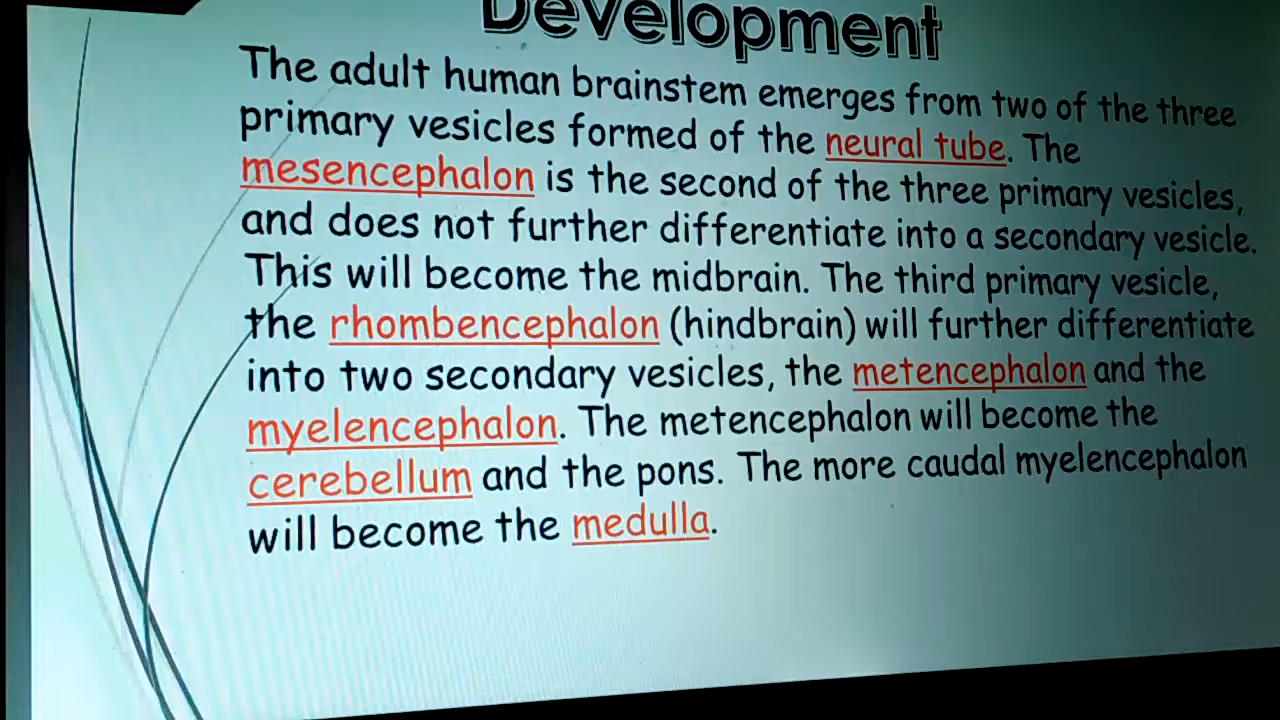 Development
The adult human brainstem emerges from two of the three
primary vesicles formed of the neural tube. The
mesencephalon is the second of the three primary vesicles,
and does not further differentiate into a secondary vesicle.
This will become the midbrain. The third primary vesicle,
the rhombencephalon (hindbrain) will further differentiate
into two secondary vesicles, the metencephalon and the
myelencephalon. The metencephalon will become the
cerebellum and the pons. The more caudal myelencephalon
will become the medulla.